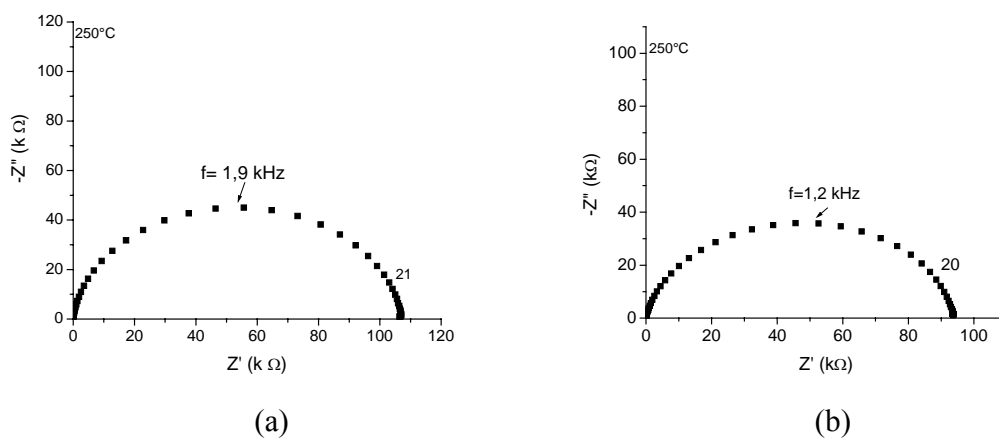 120
250°C
100
80
-Z" (k Ω)
60
f= 1,9 kHz
40
20
21
0
0 20 40 60 80 100 120
Z' (k Ω)
(a)
250°C
100
80
-Z" (kΩ)
60
f=1,2 kHz
40
20
20
0
0 20 40 60 80 100
Z' (kΩ)
(b)